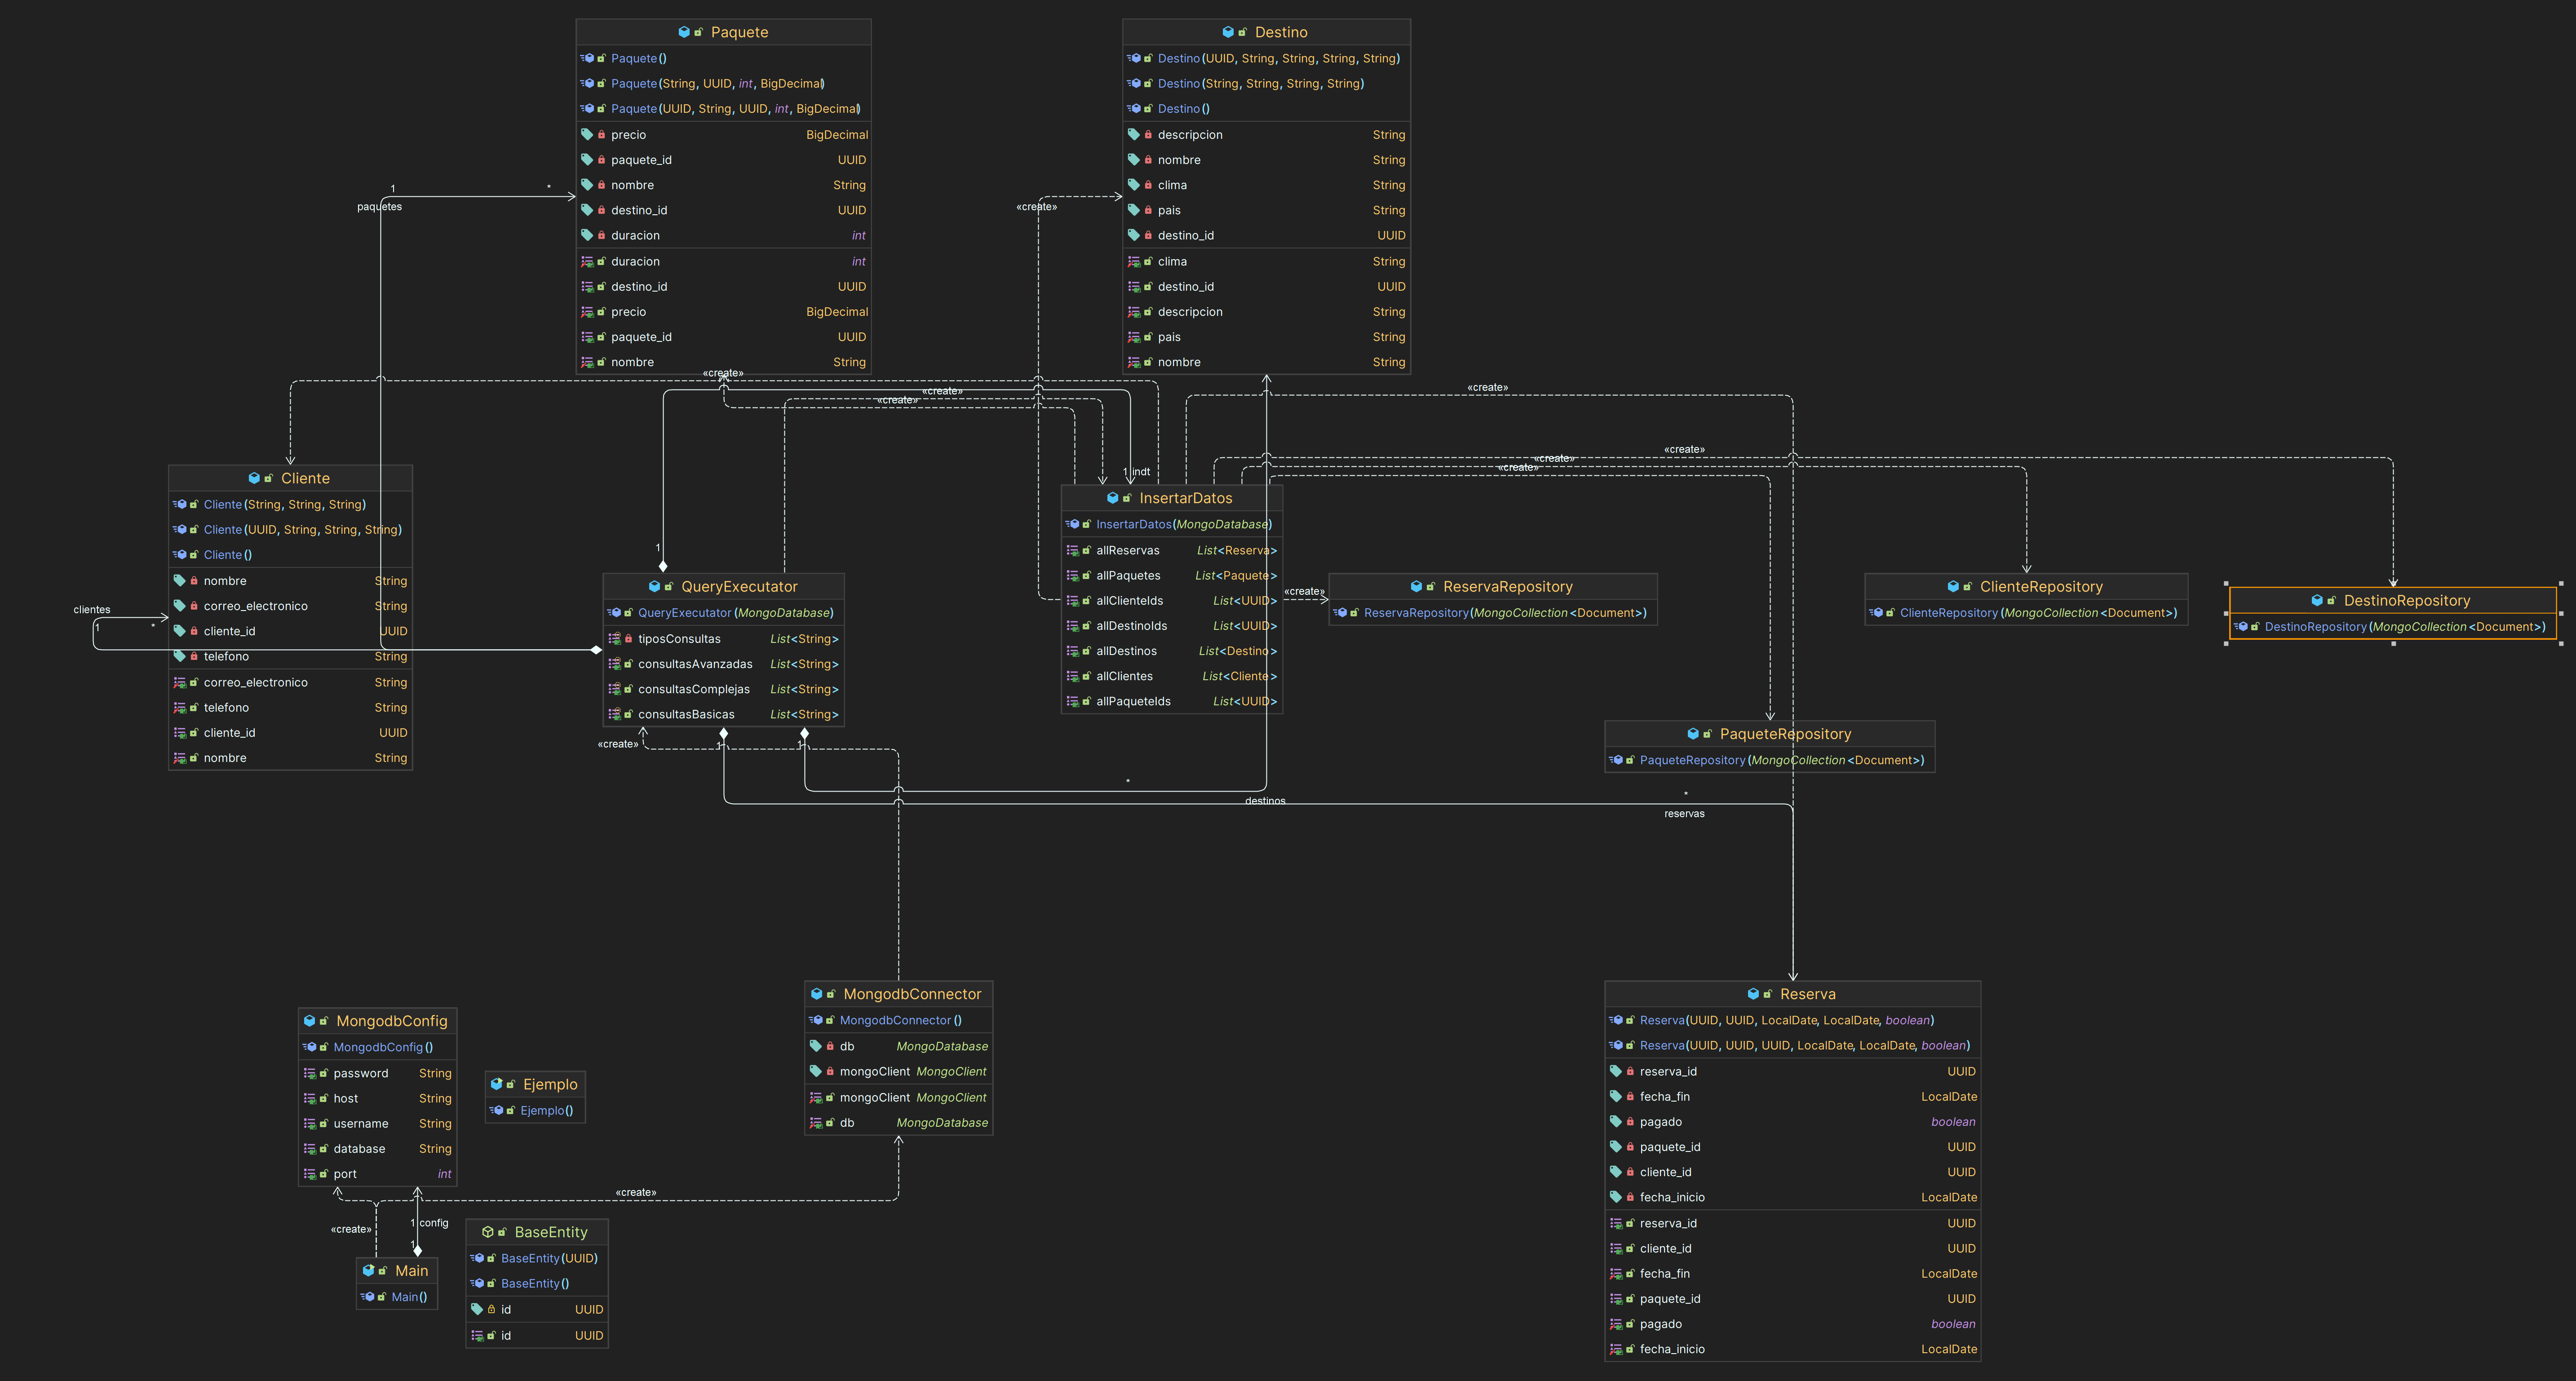 Paquete
Paquete()
Paquete(String, UUID, int, BigDecimal)
Paquete(UUID, String, UUID, int, BigDecimal)
precio BigDecimal
paquete_id UUID
nombre String
destino_id UUID
duracion int
duracion int
destino_id UUID
precio BigDecimal
paquete_id UUID
nombre String
Destino
Destino(UUID, String, String, String, String)
Destino(String, String, String, String)
Destino()
descripcion String
nombre String
clima String
pais String
destino_id UUID
clima String
destino_id UUID
descripcion String
pais String
nombre String
1
*
paquetes
«create»
«create»
«create»
«create»
«create»
«create»
«create»
«create»
1 indt
1
Cliente
Cliente(String, String, String)
Cliente(UUID, String, String, String)
Cliente()
nombre String
correo_electronico String
cliente_id UUID
telefono String
correo_electronico String
telefono String
cliente_id UUID
nombre String
clientes
1
*
QueryExecutator
QueryExecutator(MongoDatabase)
tiposConsultas List<String>
consultasAvanzadas List<String>
consultasComplejas List<String>
consultasBasicas List<String>
InsertarDatos
InsertarDatos(MongoDatabase)
allReservas List<Reserva>
allPaquetes List<Paquete>
allClienteIds List<UUID>
allDestinoIds List<UUID>
allDestinos List<Destino>
allClientes List<Cliente>
allPaqueteIds List<UUID>
«create»
ReservaRepository
ReservaRepository(MongoCollection<Document>)
ClienteRepository
ClienteRepository(MongoCollection<Document>)
DestinoRepository
DestinoRepository(MongoCollection<Document>)
PaqueteRepository
PaqueteRepository(MongoCollection<Document>)
«create»
1
1
*
destinos
*
reservas
MongodbConfig
MongodbConfig()
password String
host String
username String
database String
port int
Ejemplo
Ejemplo()
MongodbConnector
MongodbConnector()
db MongoDatabase
mongoClient MongoClient
mongoClient MongoClient
db MongoDatabase
Reserva
Reserva(UUID, UUID, LocalDate, LocalDate, boolean)
Reserva(UUID, UUID, UUID, LocalDate, LocalDate, boolean)
reserva_id UUID
fecha_fin LocalDate
pagado boolean
paquete_id UUID
cliente_id UUID
fecha_inicio LocalDate
reserva_id UUID
cliente_id UUID
fecha_fin LocalDate
paquete_id UUID
pagado boolean
fecha_inicio LocalDate
«create»
«create»
1 config
1
Main
Main()
BaseEntity
BaseEntity(UUID)
BaseEntity()
id UUID
id UUID